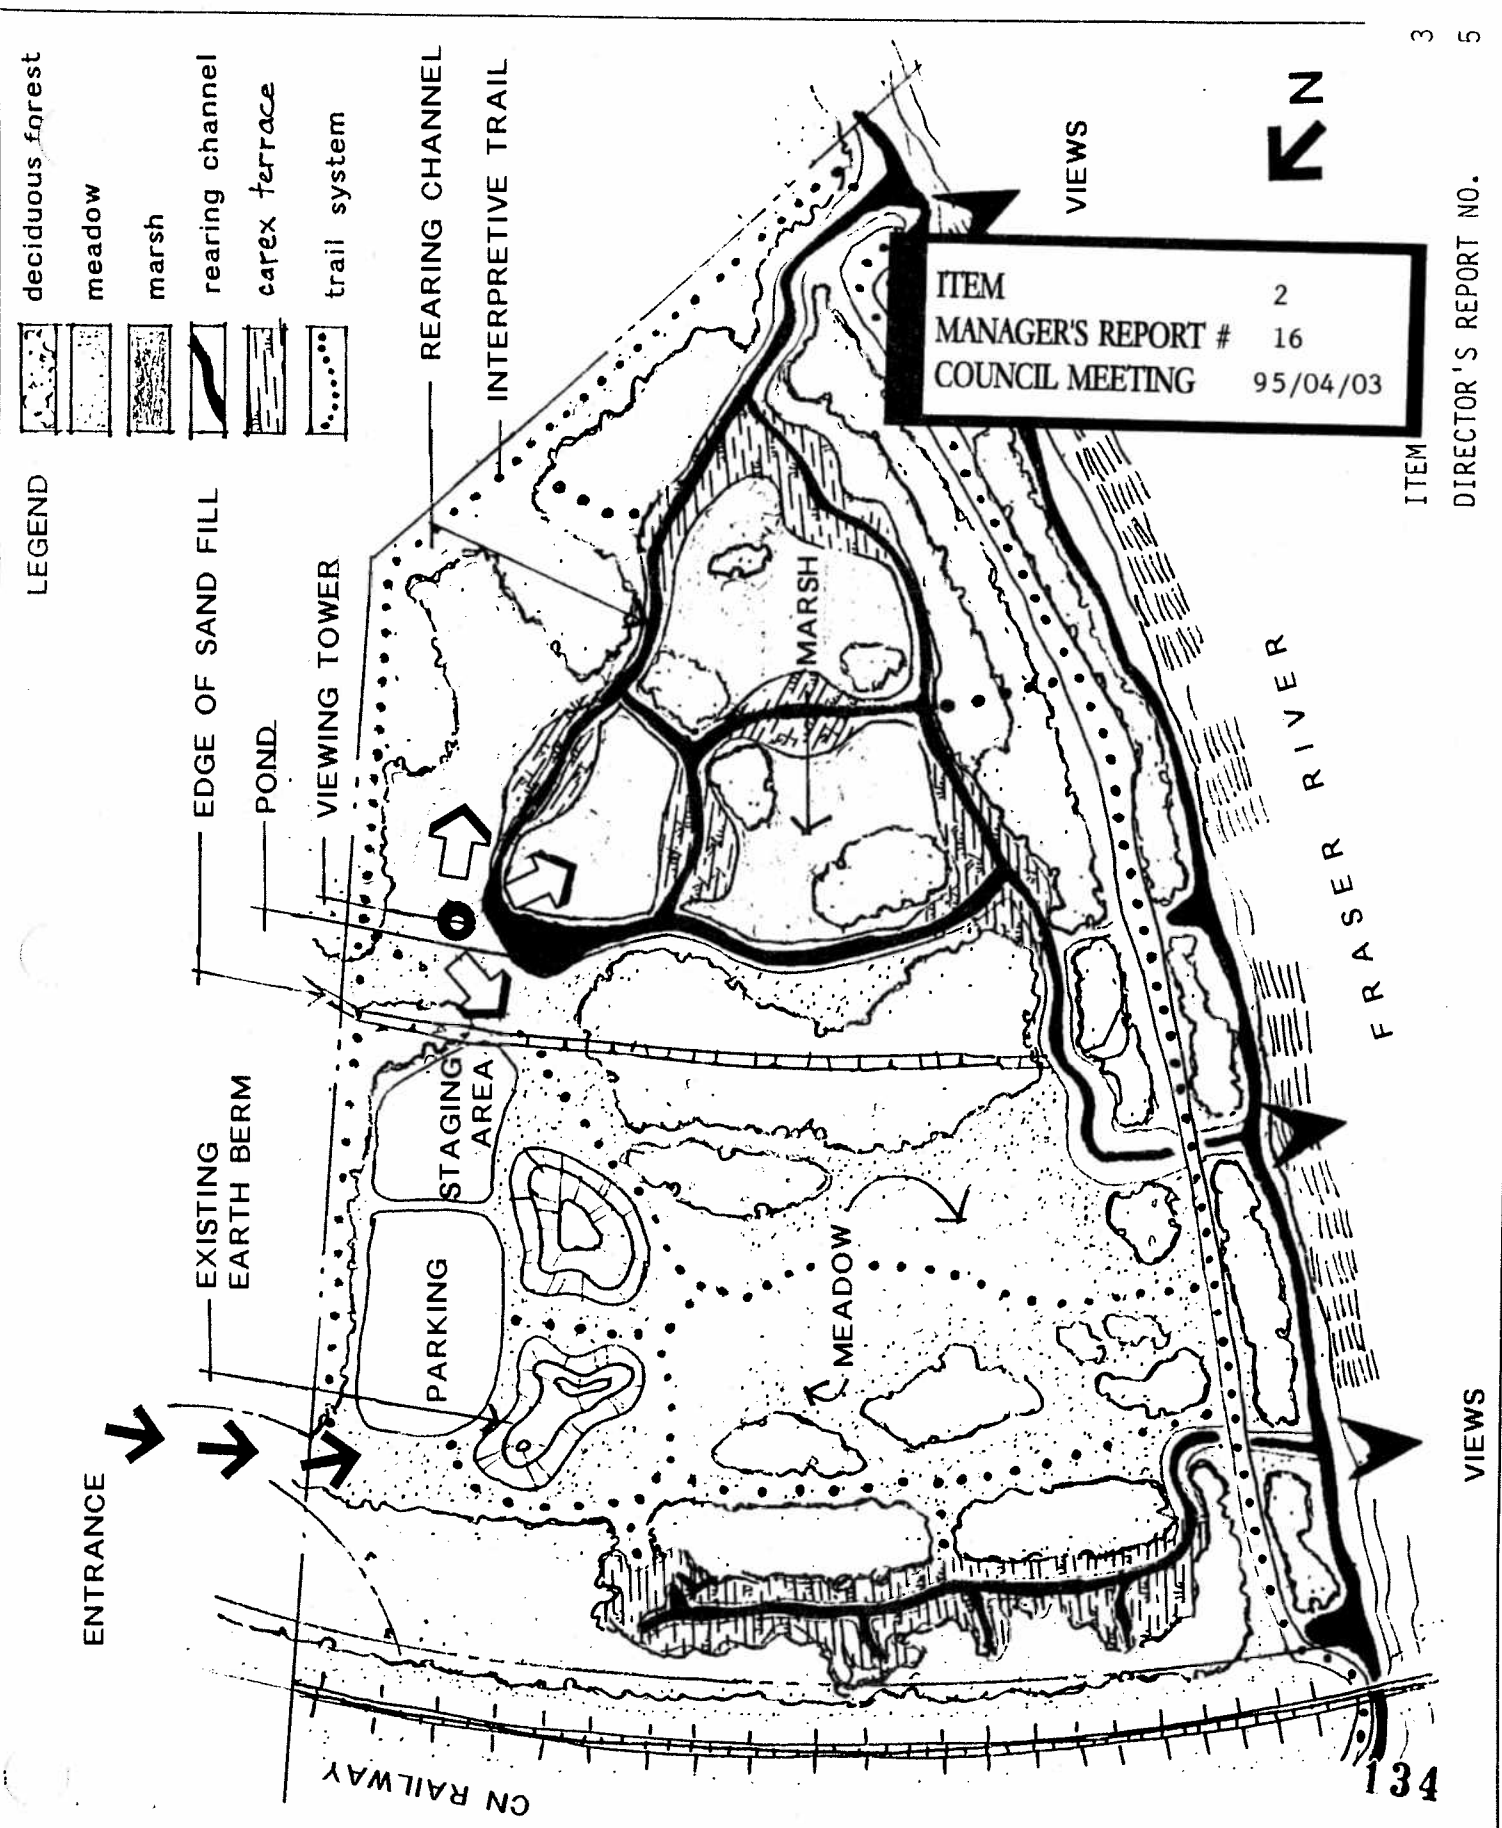 LEGEND
deciduous forest
meadow
marsh
rearing channel
carex terrace
trail system
REARING CHANNEL
INTERPRETIVE TRAIL
EDGE OF SAND FILL
POND
VIEWING TOWER
EXISTING
EARTH BERM
ENTRANCE
STAGING
AREA
PARKING
MARSH
MEADOW
CN RAILWAY
FRASER RIVER
VIEWS
VIEWS
N
ITEM 2
MANAGER'S REPORT # 16
COUNCIL MEETING 95/04/03
ITEM 3
DIRECTOR'S REPORT NO. 5
134